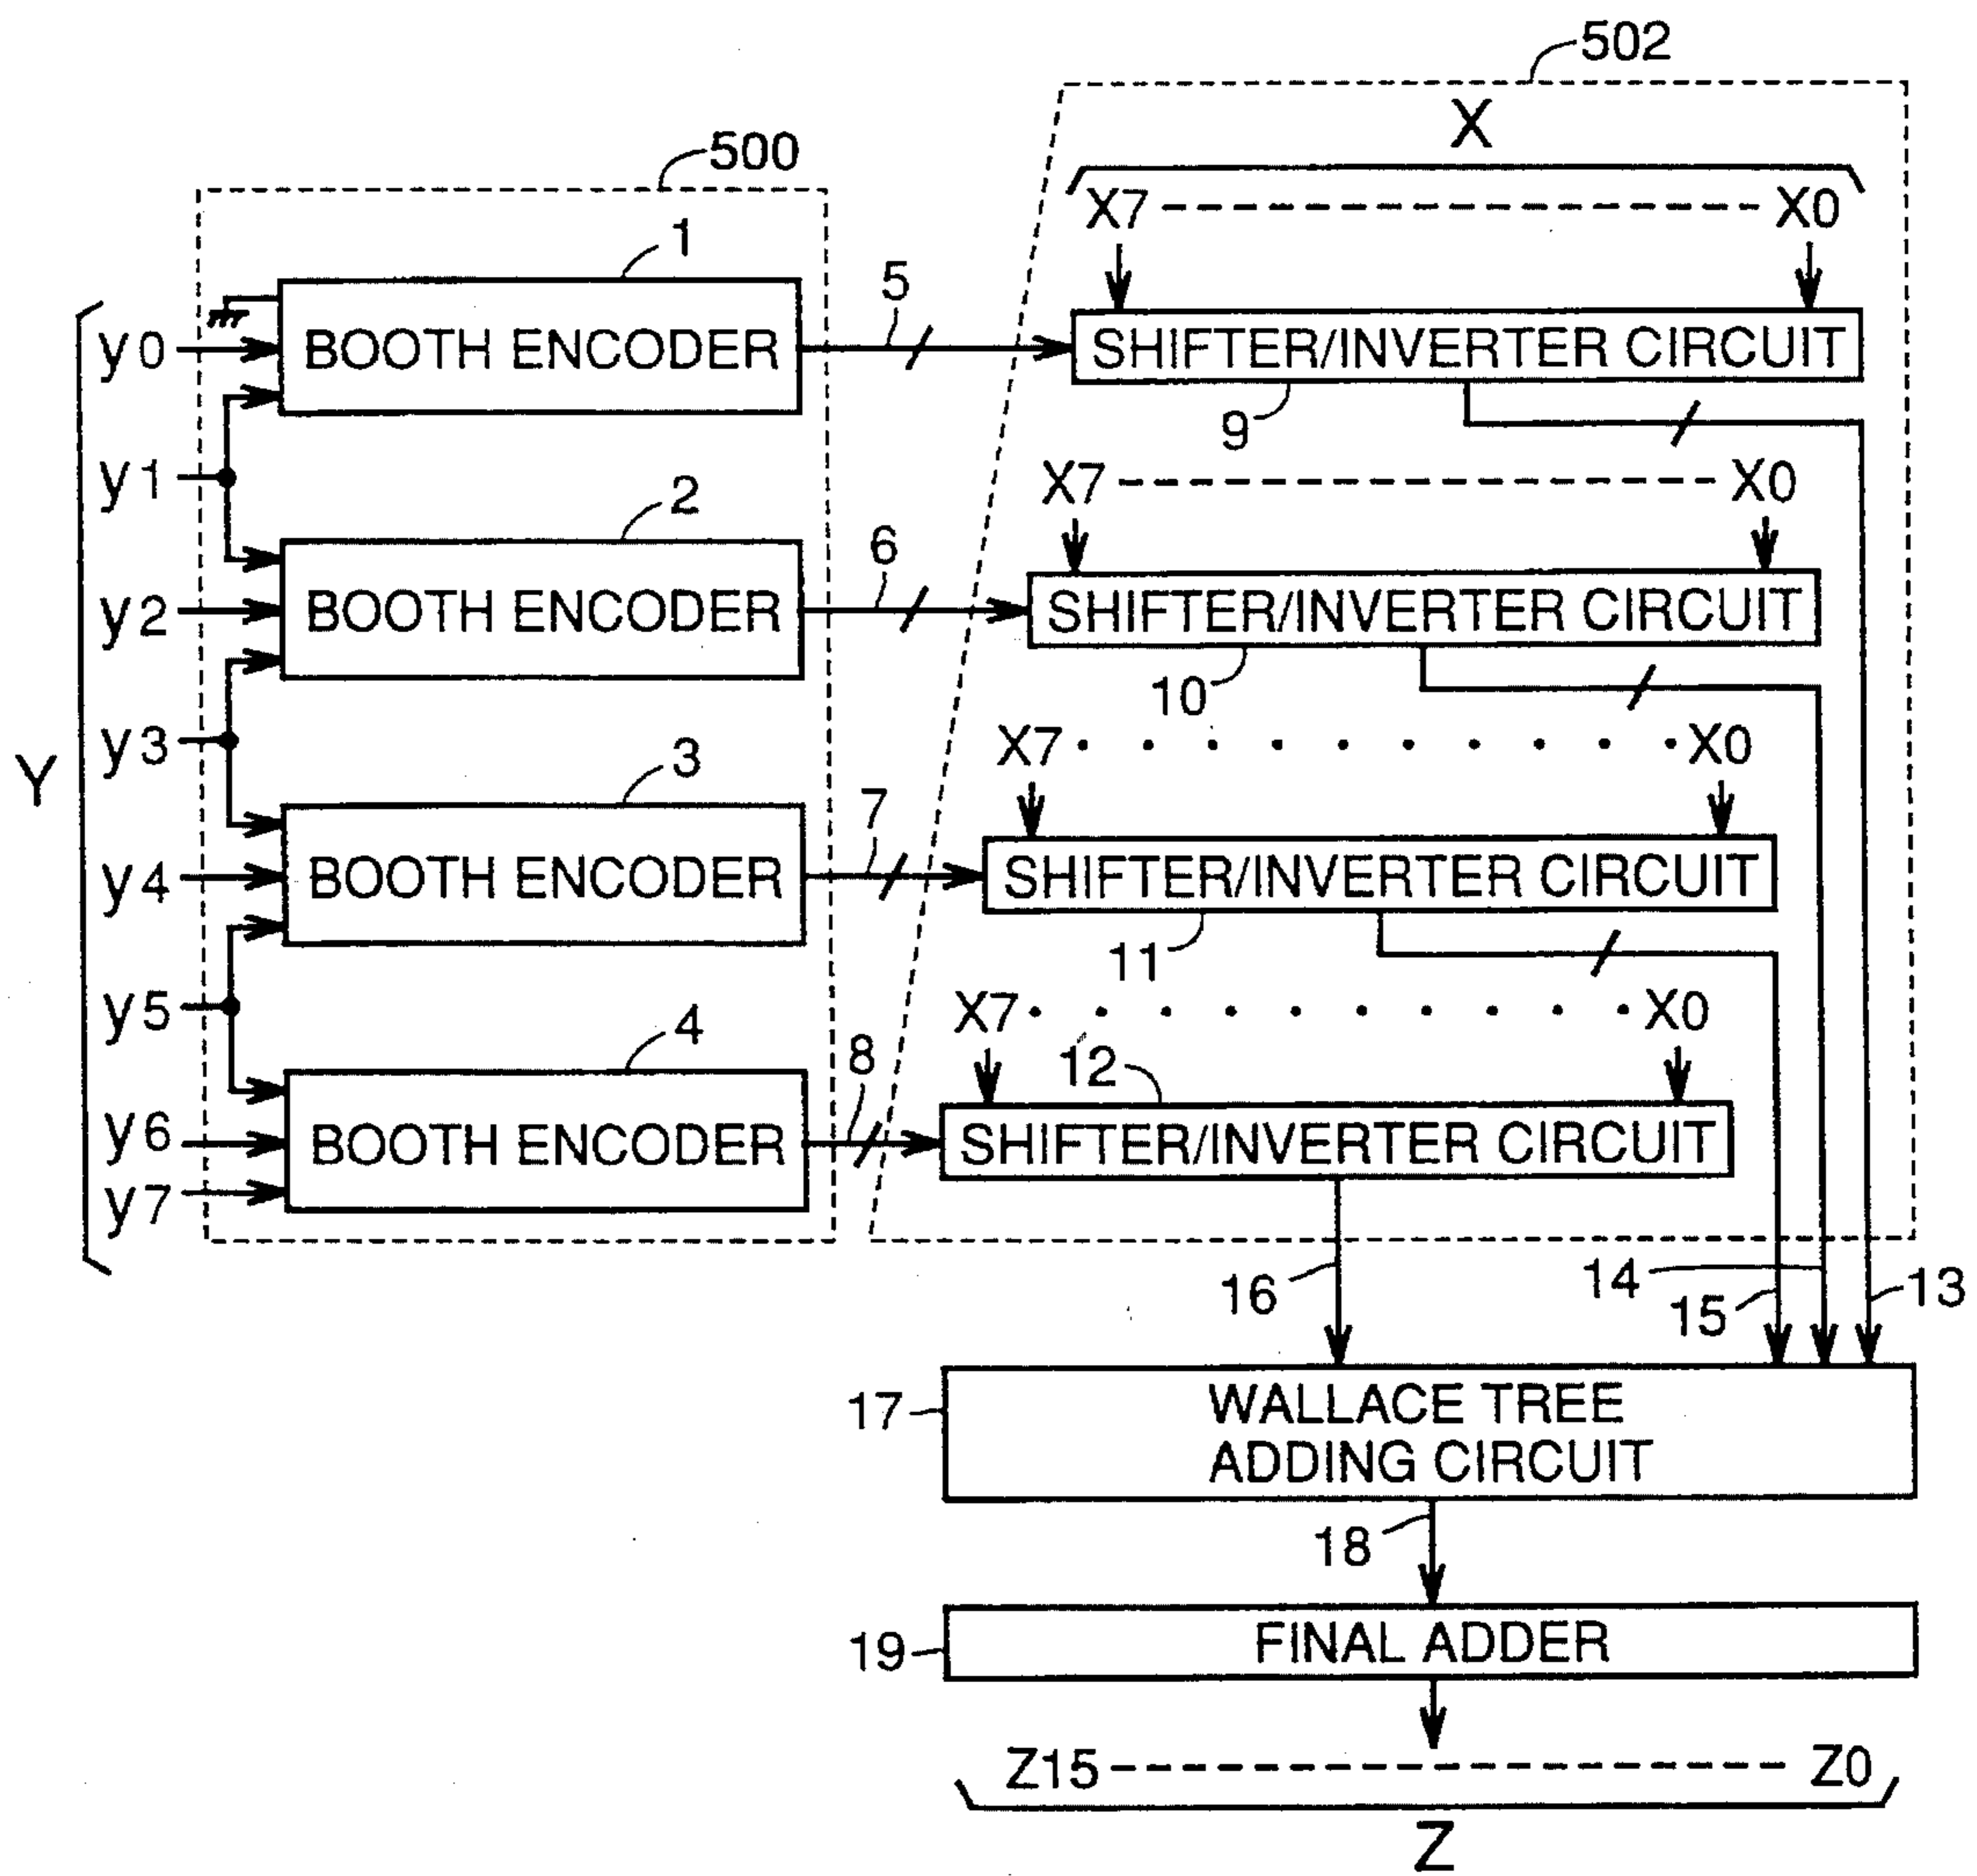 502
X
500
X7 X0
1
5
y0 BOOTH ENCODER SHIFTER/INVERTER CIRCUIT
9
y1
X7 X0
2
6
y2 BOOTH ENCODER SHIFTER/INVERTER CIRCUIT
10
y3
X7 X0
3
7
Y
y4 BOOTH ENCODER SHIFTER/INVERTER CIRCUIT
11
y5
X7 X0
4
8
12
y6 BOOTH ENCODER SHIFTER/INVERTER CIRCUIT
y7
16 14 15 13
17 WALLACE TREE
ADDING CIRCUIT
18
19 FINAL ADDER
Z15 Z0
Z